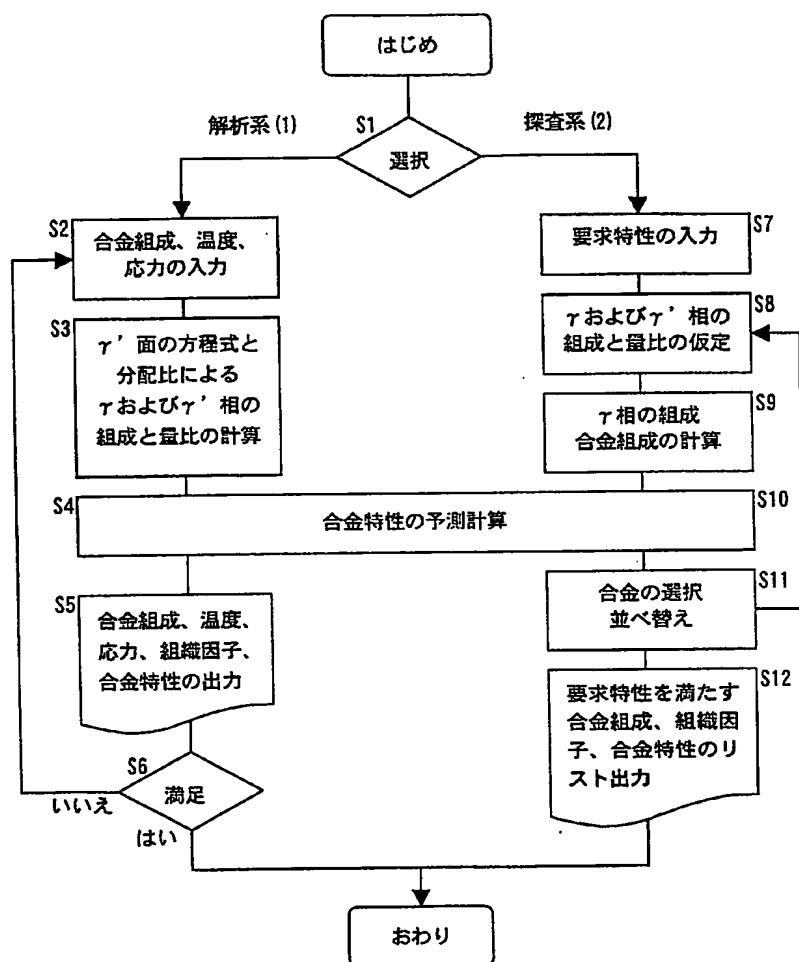 はじめ
解析系(1)
S1
探査系(2)
選択
S2
合金組成、温度、
応力の入力
S7
要求特性の入力
S3
γ'面の方程式と
分配比による
γおよびγ'相の
組成と量比の計算
S8
γおよびγ'相の
組成と量比の仮定
S9
γ相の組成
合金組成の計算
S4
合金特性の予測計算
S10
S5
合金組成、温度、
応力、組織因子、
合金特性の出力
S11
合金の選択
並べ替え
S12
要求特性を満たす
合金組成、組織因
子、合金特性のリ
スト出力
S6
満足
いいえ
はい
おわり